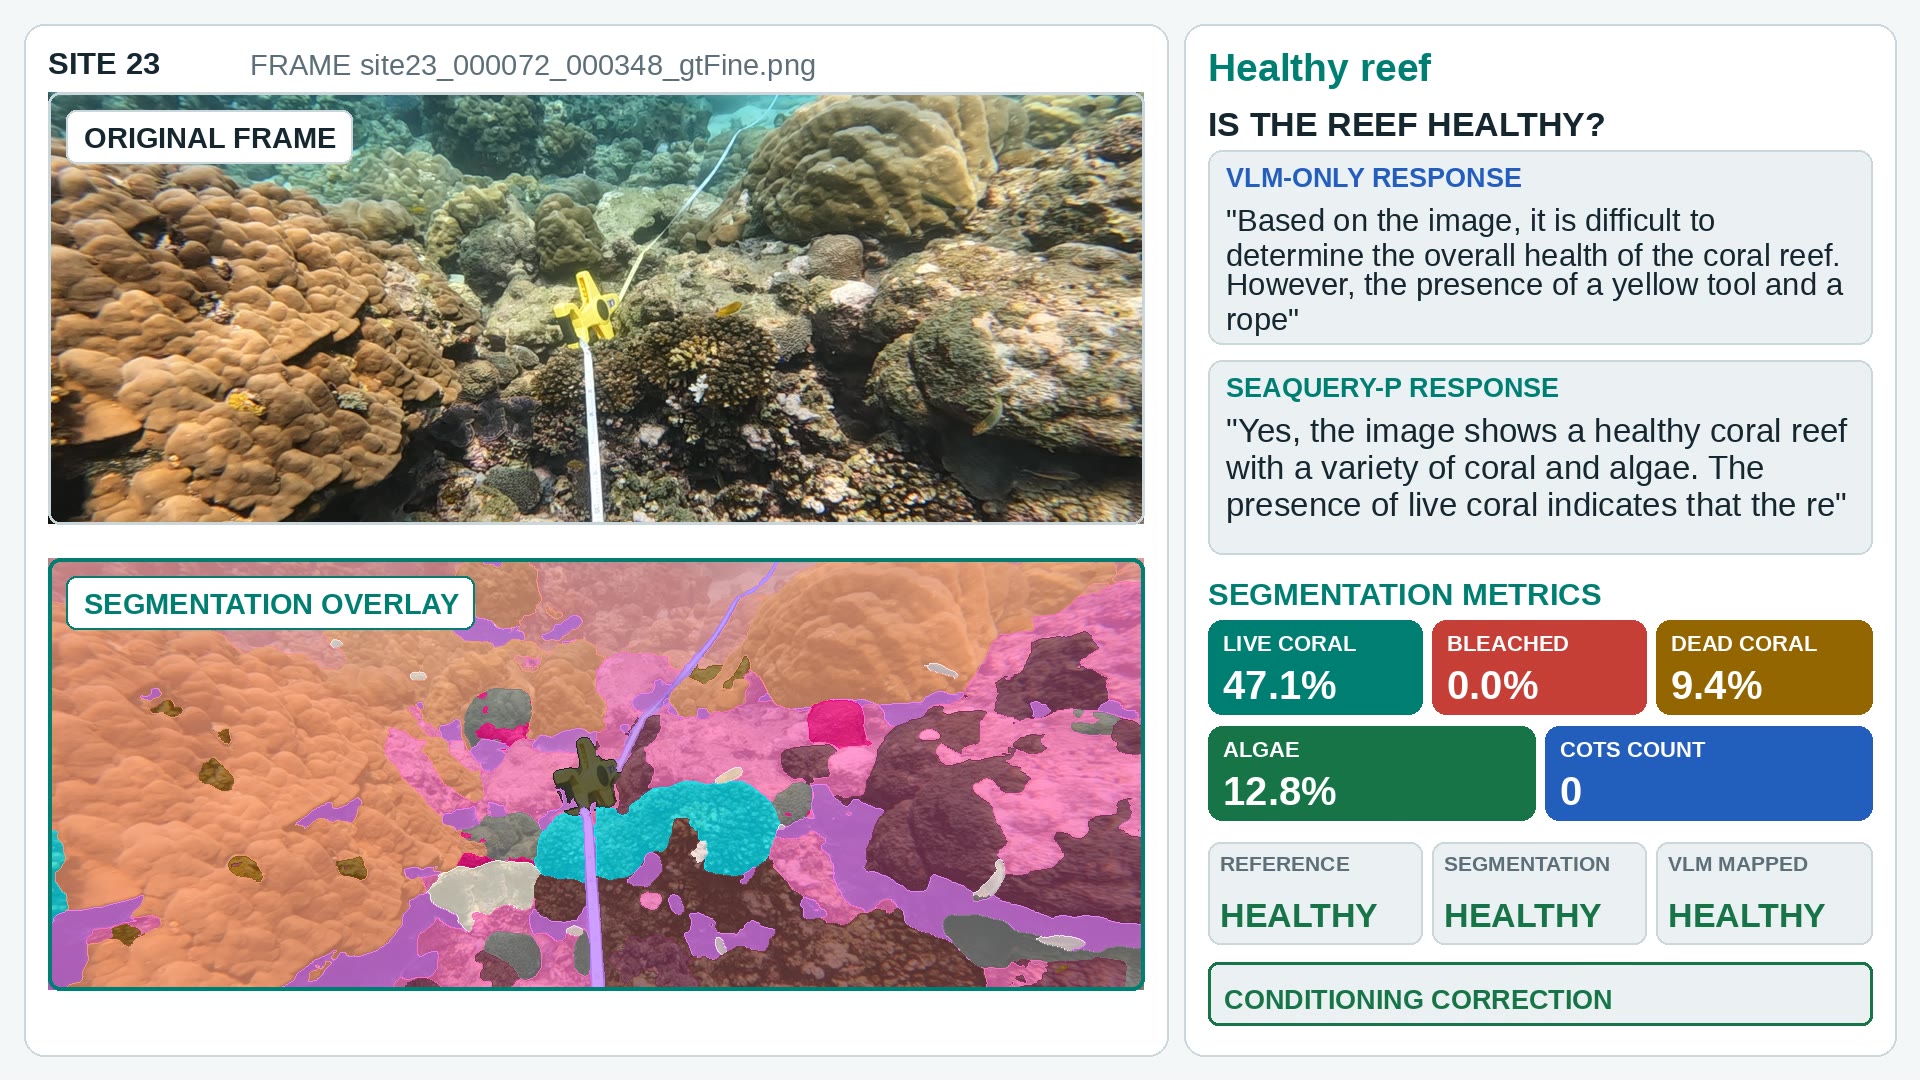 SITE 23
FRAME site23_000072_000348_gtFine.png
ORIGINAL FRAME
SEGMENTATION OVERLAY
Healthy reef
IS THE REEF HEALTHY?
VLM-ONLY RESPONSE
"Based on the image, it is difficult to
determine the overall health of the coral reef.
However, the presence of a yellow tool and a
rope"
SEAQUERY-P RESPONSE
"Yes, the image shows a healthy coral reef
with a variety of coral and algae. The
presence of live coral indicates that the re"
SEGMENTATION METRICS
LIVE CORAL
47.1%
BLEACHED
0.0%
DEAD CORAL
9.4%
ALGAE
12.8%
COTS COUNT
0
REFERENCE
HEALTHY
SEGMENTATION
HEALTHY
VLM MAPPED
HEALTHY
CONDITIONING CORRECTION